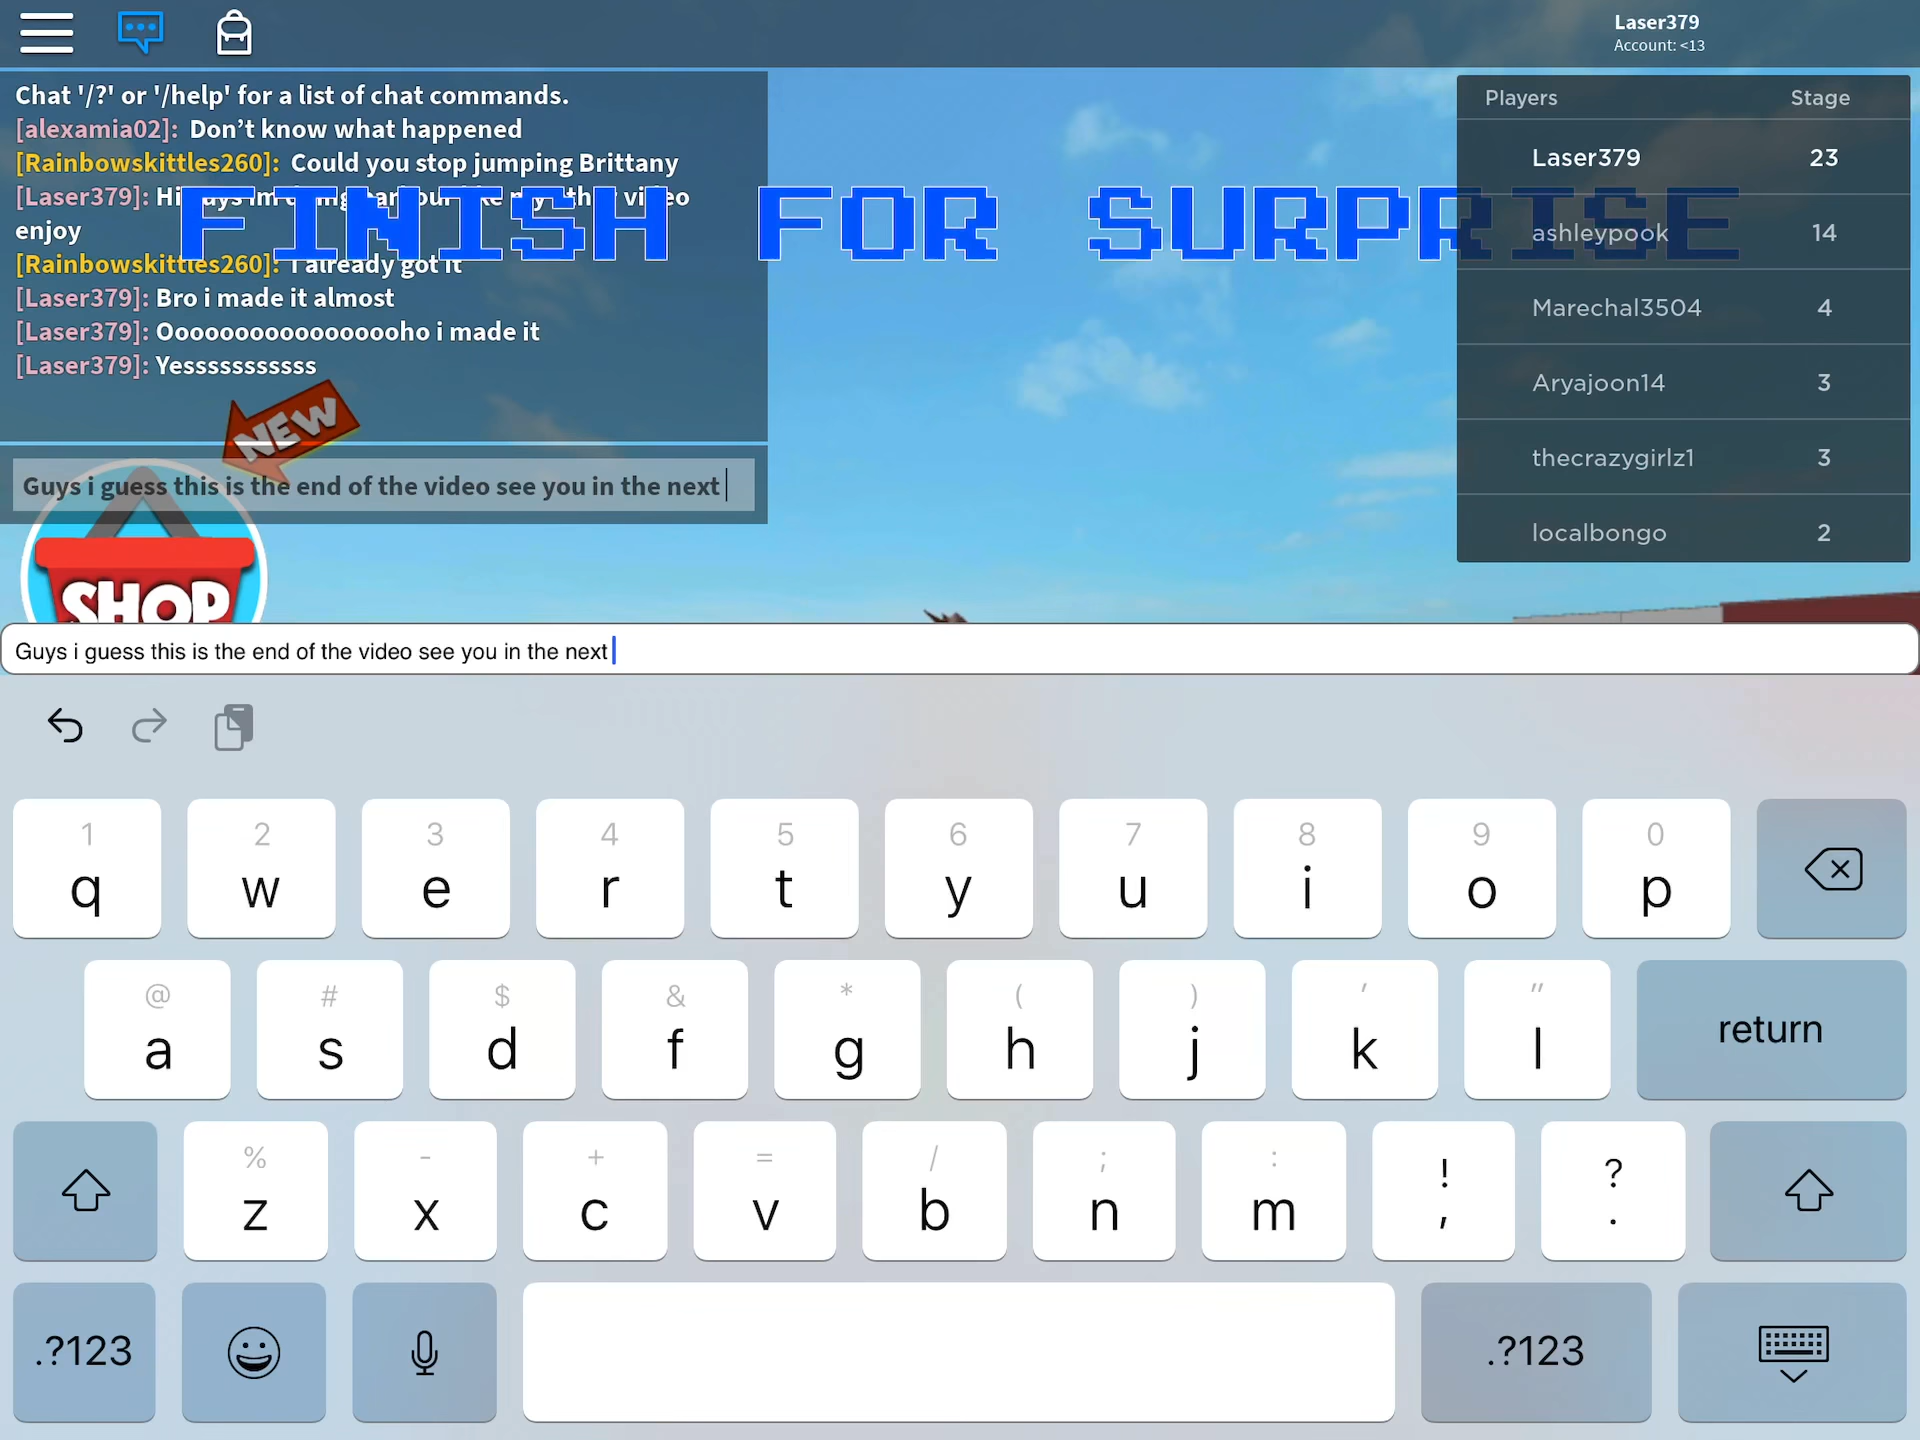 Laser379
Account: <13
Chat '/?' or '/help' for a list of chat commands.
[alexamia02]: Don't know what happened
[Rainbowskittles260]: Could you stop jumping Brittany
[Laser379]: Hi guys im video
enjoy
[Rainbowskittles260]: I already got it
[Laser379]: Bro i made it almost
[Laser379]: Oooooooooooooooho i made it
[Laser379]: Yesssssssssss
FINISH FOR SURPRISE
Players Stage
Laser379 23
ashleypook 14
Marechal3504 4
Aryajoon14 3
thecrazygirlz1 3
localbongo 2
NEW
Guys i guess this is the end of the video see you in the next
SHOP
Guys i guess this is the end of the video see you in the next
1 2 3 4 5 6 7 8 9 0
q w e r t y u i o p
@ # $ & * ( ) ' "
a s d f g h j k l return
% - + = / ; : ! ?
z x c v b n m , .
.?123 .?123